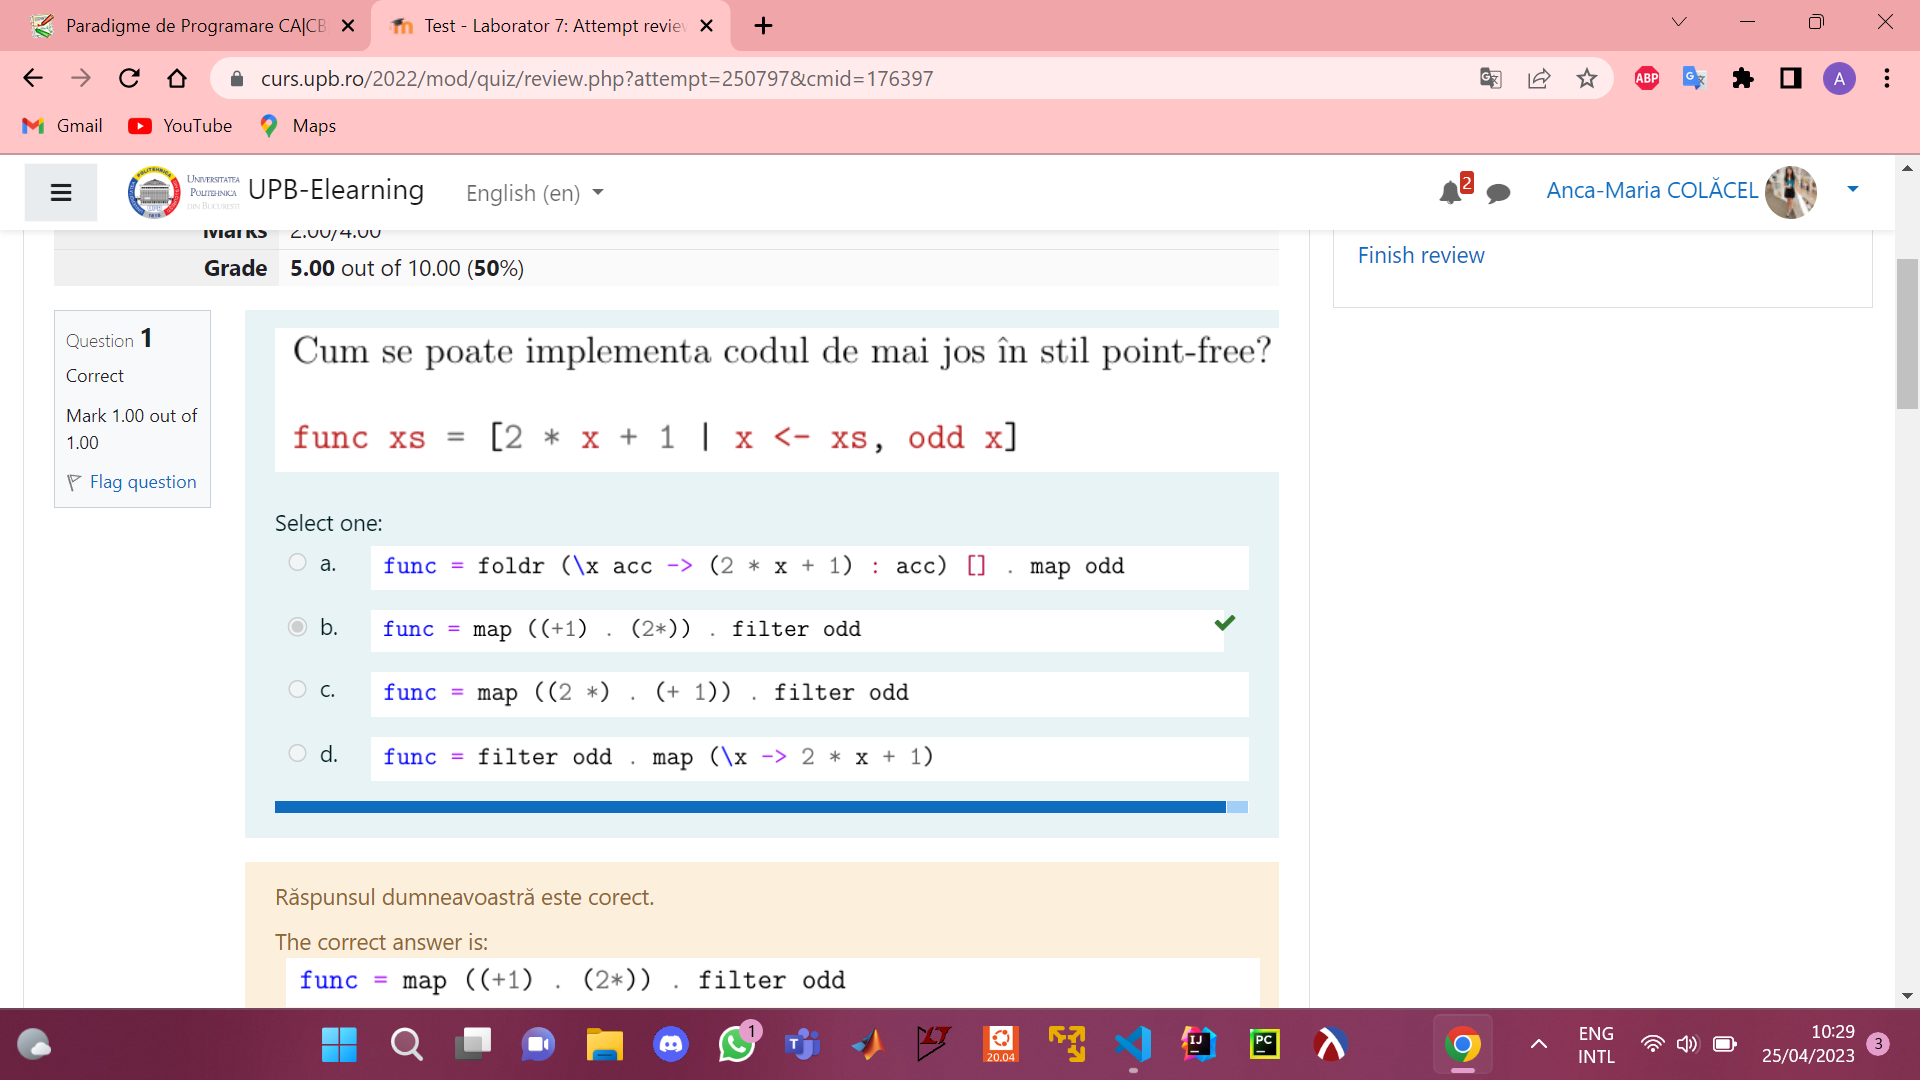 Paradigme de Programare CA|CB
Test - Laborator 7: Attempt review
curs.upb.ro/2022/mod/quiz/review.php?attempt=250797&cmid=176397
ABP
A
Gmail
YouTube
Maps
UNIVERSITATEA
POLITEHNICA
DIN BUCUREȘTI
UPB-Elearning
English (en)
2
Anca-Maria COLĂCEL
Marks 2.00/4.00
Grade 5.00 out of 10.00 (50%)
Finish review
Question 1
Correct
Mark 1.00 out of
1.00
Flag question
Cum se poate implementa codul de mai jos în stil point-free?
func xs = [2 * x + 1 | x <- xs, odd x]
Select one:
a. func = foldr (\x acc -> (2 * x + 1) : acc) [] . map odd
b. func = map ((+1) . (2*)) . filter odd
c. func = map ((2 *) . (+ 1)) . filter odd
d. func = filter odd . map (\x -> 2 * x + 1)
Răspunsul dumneavoastră este corect.
The correct answer is:
func = map ((+1) . (2*)) . filter odd
1
20.04
IJ
PC
ENG
INTL
10:29
25/04/2023
3